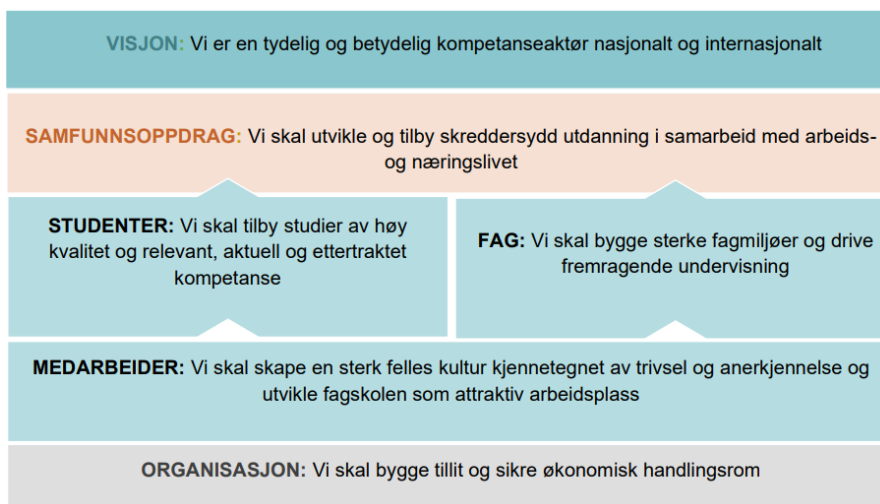 VISJON: Vi er en tydelig og betydelig kompetanseaktør nasjonalt og internasjonalt
SAMFUNNSOPPDRAG: Vi skal utvikle og tilby skreddersydd utdanning i samarbeid med arbeids-
og næringslivet
STUDENTER: Vi skal tilby studier av høy
kvalitet og relevant, aktuell og ettertraktet
kompetanse
FAG: Vi skal bygge sterke fagmiljøer og drive
fremragende undervisning
MEDARBEIDER: Vi skal skape en sterk felles kultur kjennetegnet av trivsel og anerkjennelse og
utvikle fagskolen som attraktiv arbeidsplass
ORGANISASJON: Vi skal bygge tillit og sikre økonomisk handlingsrom